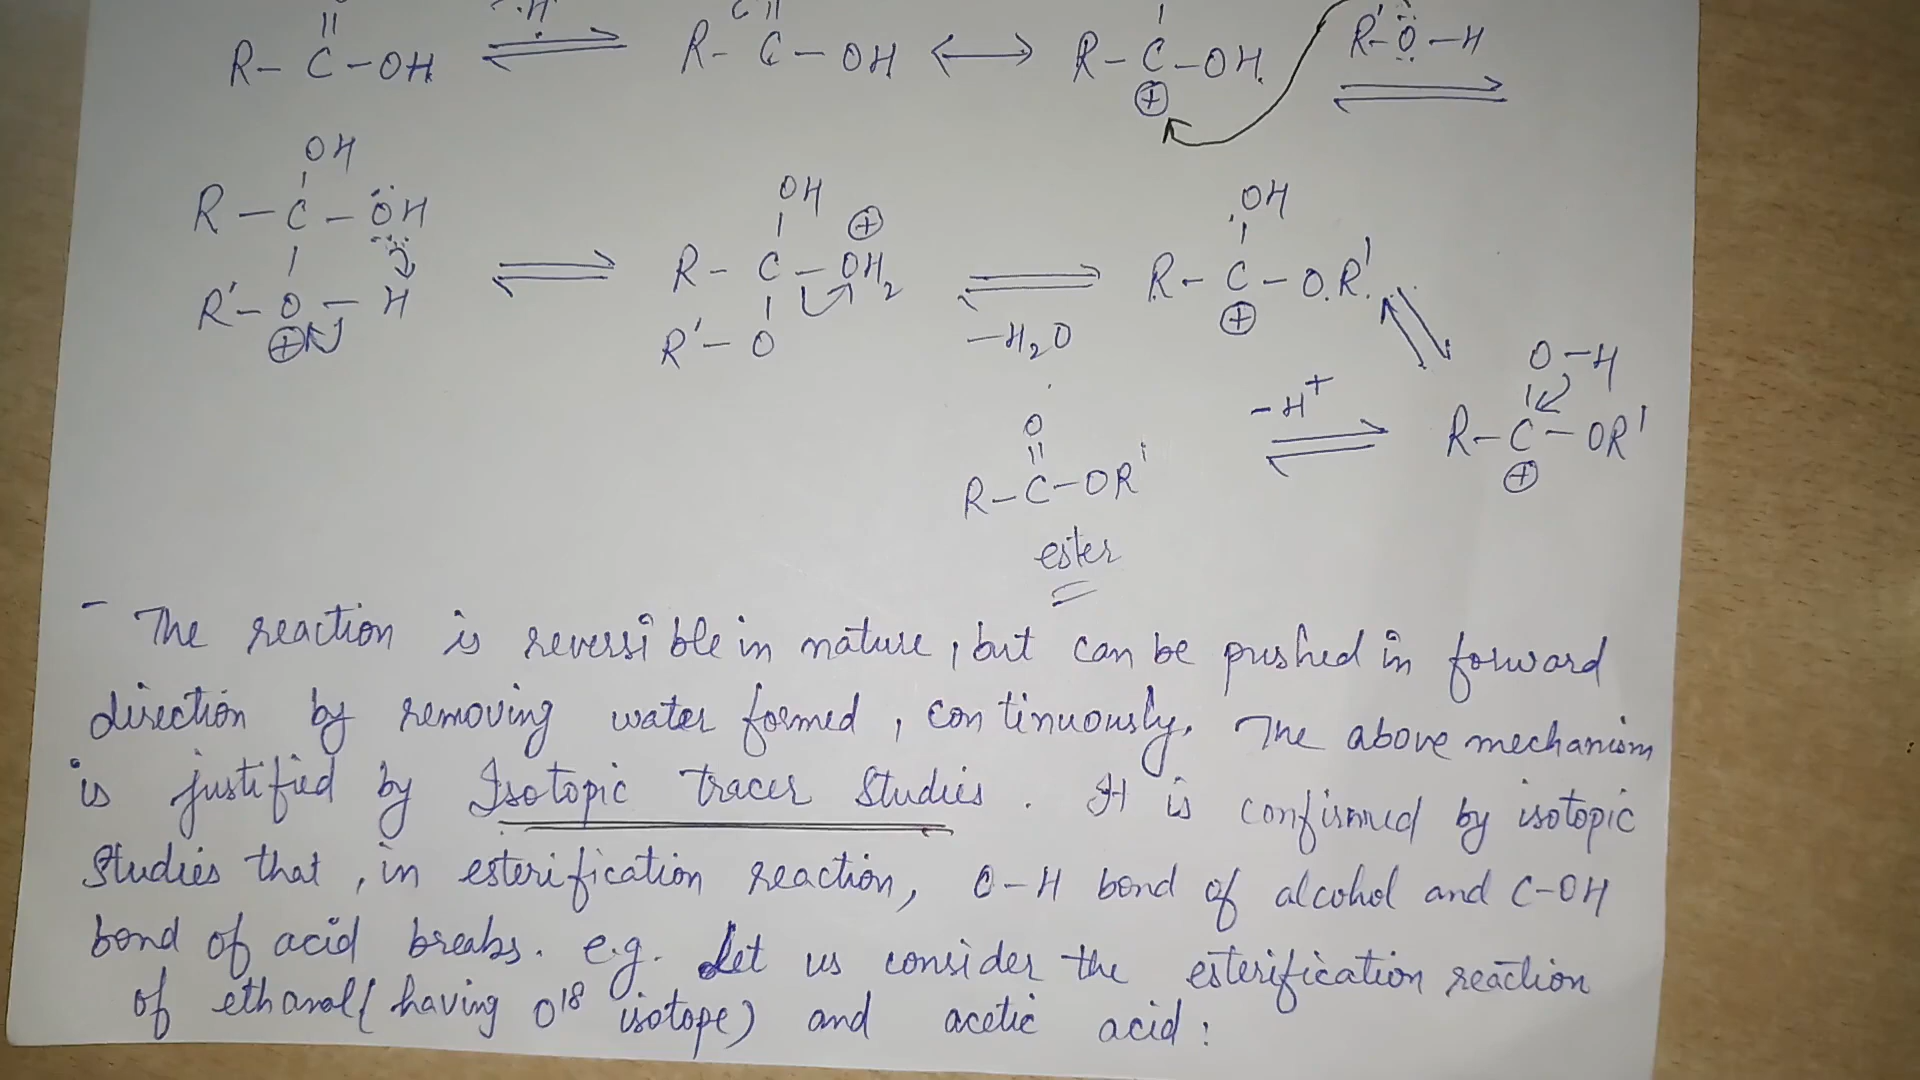 R-C-OH ⇌ R-C-OH ↔ R-C-OH R'-Ö-H
⊕
OH
R-C-ÖH
R'-O-H
⊕
⇌
OH ⊕
R-C-OH2
R'-O
⇌
-H2O
OH
R-C-OR'
⊕
O-H
R-C-OR'
⊕
-H+
⇌
O
R-C-OR'
ester
- The reaction is reversible in nature, but can be pushed in forward
direction by removing water formed, continuously. The above mechanism
is justified by Isotopic tracer Studies. It is confirmed by isotopic
Studies that, in esterification reaction, O-H bond of alcohol and C-OH
bond of acid breaks. e.g. Let us consider the esterification reaction
of ethanol (having O18 isotope) and acetic acid: